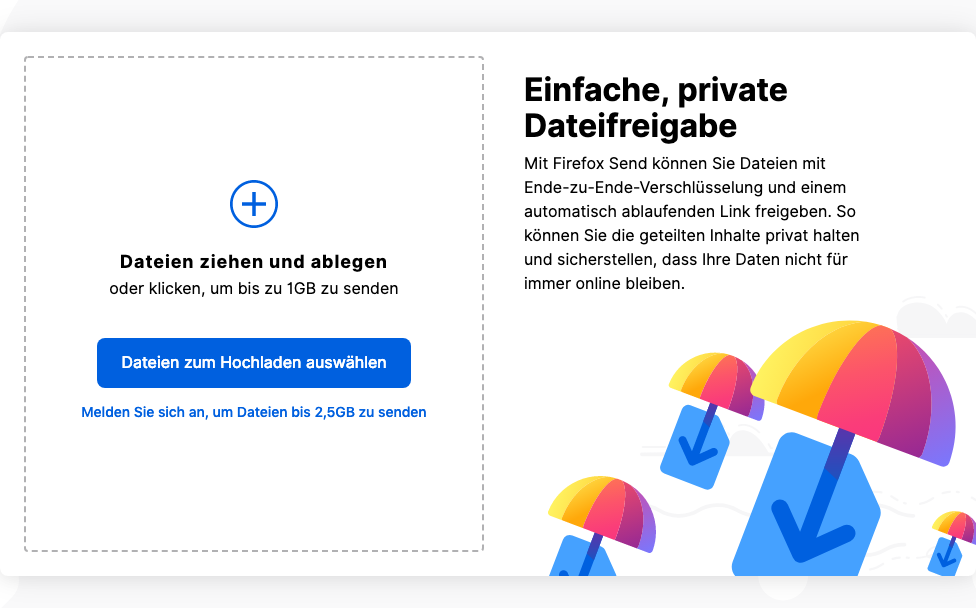 Einfache, private
Dateifreigabe
Mit Firefox Send können Sie Dateien mit
Ende-zu-Ende-Verschlüsselung und einem
automatisch ablaufenden Link freigeben. So
können Sie die geteilten Inhalte privat halten
und sicherstellen, dass Ihre Daten nicht für
immer online bleiben.
Dateien ziehen und ablegen
oder klicken, um bis zu 1GB zu senden
Dateien zum Hochladen auswählen
Melden Sie sich an, um Dateien bis 2,5GB zu senden